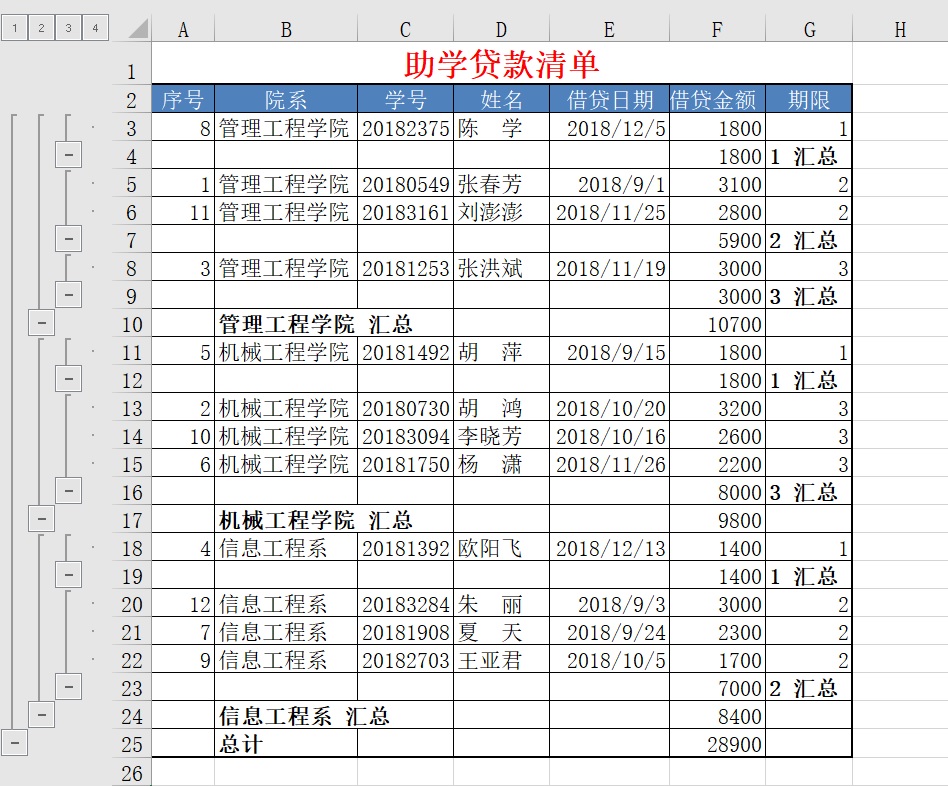 1 2 3 4 A B C D E F G H
1 助学贷款清单
2 序号 院系 学号 姓名 借贷日期 借贷金额 期限
3 8 管理工程学院 20182375 陈　学 2018/12/5 1800 1
4 1800 1 汇总
5 1 管理工程学院 20180549 张春芳 2018/9/1 3100 2
6 11 管理工程学院 20183161 刘澎澎 2018/11/25 2800 2
7 5900 2 汇总
8 3 管理工程学院 20181253 张洪斌 2018/11/19 3000 3
9 3000 3 汇总
10 管理工程学院 汇总 10700
11 5 机械工程学院 20181492 胡　萍 2018/9/15 1800 1
12 1800 1 汇总
13 2 机械工程学院 20180730 胡　鸿 2018/10/20 3200 3
14 10 机械工程学院 20183094 李晓芳 2018/10/16 2600 3
15 6 机械工程学院 20181750 杨　潇 2018/11/26 2200 3
16 8000 3 汇总
17 机械工程学院 汇总 9800
18 4 信息工程系 20181392 欧阳飞 2018/12/13 1400 1
19 1400 1 汇总
20 12 信息工程系 20183284 朱　丽 2018/9/3 3000 2
21 7 信息工程系 20181908 夏　天 2018/9/24 2300 2
22 9 信息工程系 20182703 王亚君 2018/10/5 1700 2
23 7000 2 汇总
24 信息工程系 汇总 8400
25 总计 28900
26